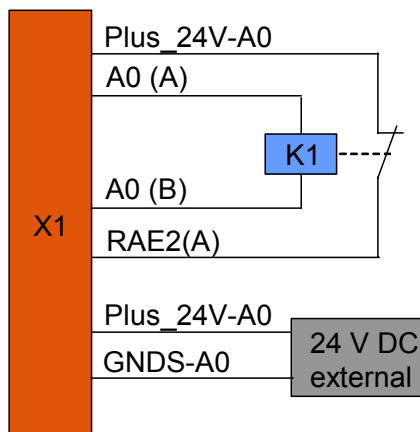 Plus_24V-A0
A0 (A)
K1
A0 (B)
X1
RAE2(A)
Plus_24V-A0
24 V DC
external
GNDS-A0